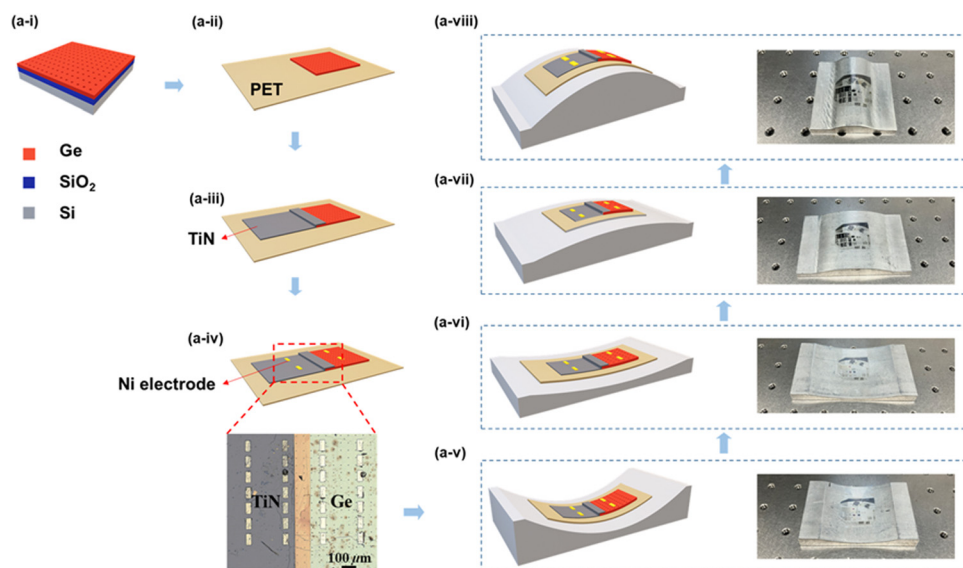 (a-i)
(a-ii)
PET
Ge
SiO2
Si
(a-iii)
TiN
(a-iv)
Ni electrode
TiN
Ge
100 μm
(a-viii)
(a-vii)
(a-vi)
(a-v)